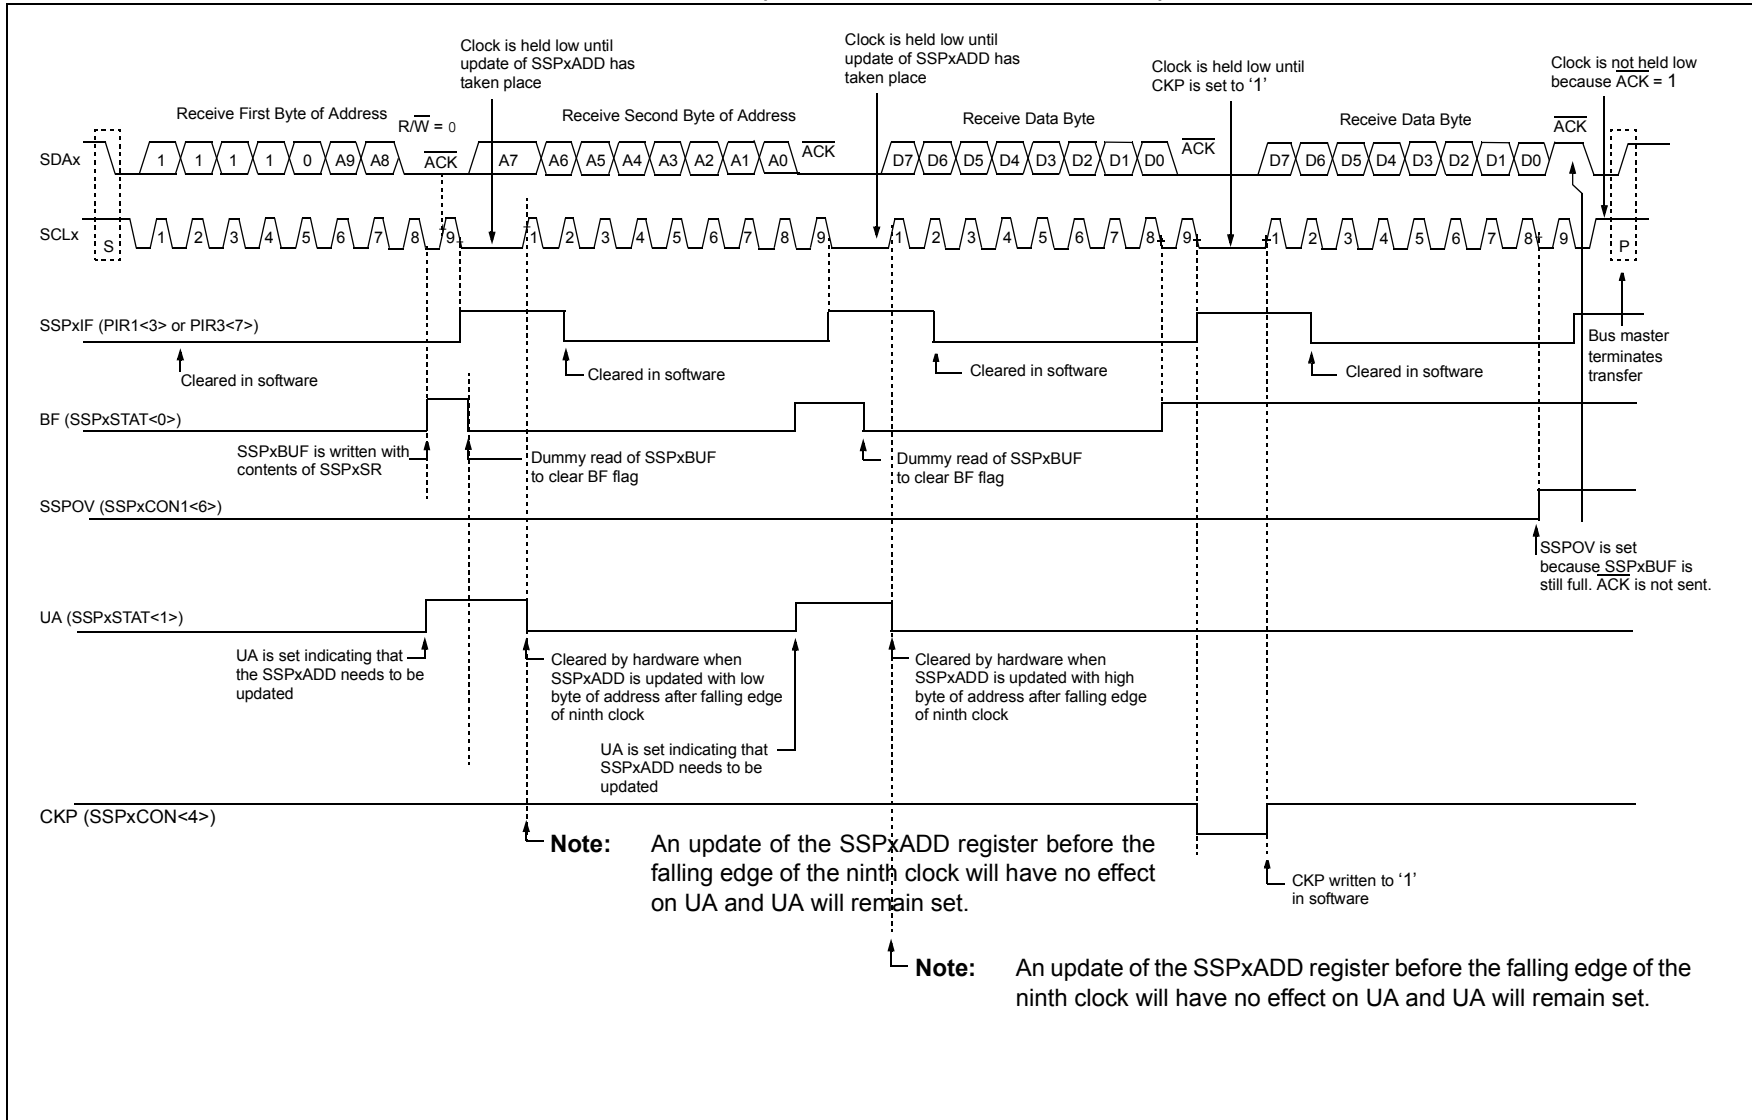 Clock is held low until
update of SSPxADD has
taken place
Clock is held low until
update of SSPxADD has
taken place
Clock is held low until
CKP is set to ‘1’
Clock is not held low
because ACK = 1
Receive First Byte of Address
R/W = 0
Receive Second Byte of Address
Receive Data Byte
Receive Data Byte
SDAx
1 1 1 1 0 A9 A8 ACK A7 A6 A5 A4 A3 A2 A1 A0 ACK D7 D6 D5 D4 D3 D2 D1 D0 ACK D7 D6 D5 D4 D3 D2 D1 D0 ACK
SCLx
S 1 2 3 4 5 6 7 8 9 1 2 3 4 5 6 7 8 9 1 2 3 4 5 6 7 8 9 1 2 3 4 5 6 7 8 9 P
SSPxIF (PIR1<3> or PIR3<7>)
Cleared in software
Cleared in software
Cleared in software
Cleared in software
Bus master
terminates
transfer
BF (SSPxSTAT<0>)
SSPxBUF is written with
contents of SSPxSR
Dummy read of SSPxBUF
to clear BF flag
Dummy read of SSPxBUF
to clear BF flag
SSPOV (SSPxCON1<6>)
SSPOV is set
because SSPxBUF is
still full. ACK is not sent.
UA (SSPxSTAT<1>)
UA is set indicating that
the SSPxADD needs to be
updated
Cleared by hardware when
SSPxADD is updated with low
byte of address after falling edge
of ninth clock
UA is set indicating that
SSPxADD needs to be
updated
Cleared by hardware when
SSPxADD is updated with high
byte of address after falling edge
of ninth clock
CKP (SSPxCON<4>)
Note: An update of the SSPxADD register before the
falling edge of the ninth clock will have no effect
on UA and UA will remain set.
CKP written to ‘1’
in software
Note: An update of the SSPxADD register before the falling edge of the
ninth clock will have no effect on UA and UA will remain set.